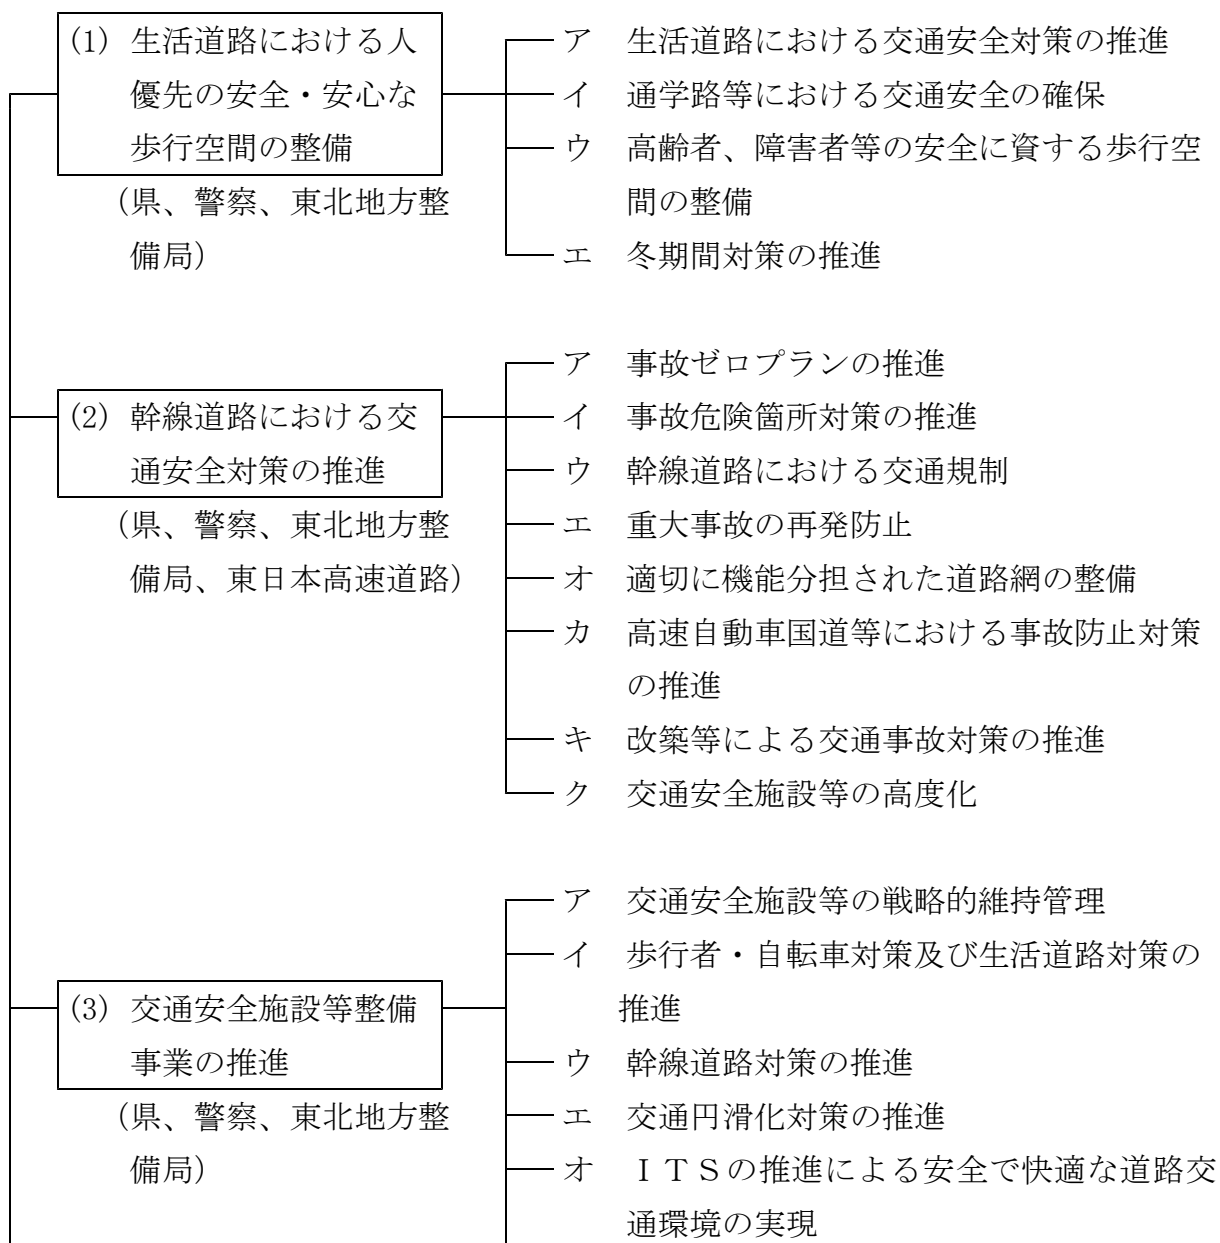 (1) 生活道路における人
優先の安全・安心な
歩行空間の整備
(県、警察、東北地方整
備局)
ア 生活道路における交通安全対策の推進
イ 通学路等における交通安全の確保
ウ 高齢者、障害者等の安全に資する歩行空
間の整備
エ 冬期間対策の推進
(2) 幹線道路における交
通安全対策の推進
(県、警察、東北地方整
備局、東日本高速道路)
ア 事故ゼロプランの推進
イ 事故危険箇所対策の推進
ウ 幹線道路における交通規制
エ 重大事故の再発防止
オ 適切に機能分担された道路網の整備
カ 高速自動車国道等における事故防止対策
の推進
キ 改築等による交通事故対策の推進
ク 交通安全施設等の高度化
(3) 交通安全施設等整備
事業の推進
(県、警察、東北地方整
備局)
ア 交通安全施設等の戦略的維持管理
イ 歩行者・自転車対策及び生活道路対策の
推進
ウ 幹線道路対策の推進
エ 交通円滑化対策の推進
オ ITSの推進による安全で快適な道路交
通環境の実現